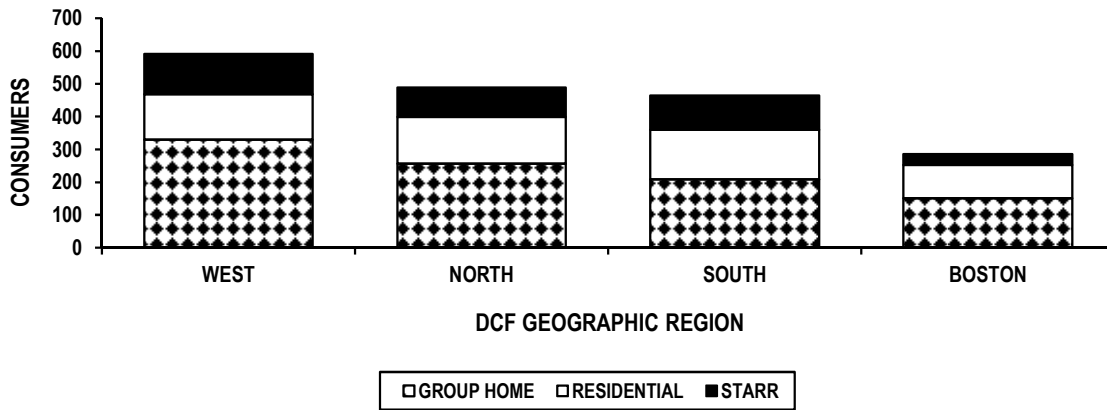 700
600
500
400
300
200
100
0
CONSUMERS
WEST NORTH SOUTH BOSTON
DCF GEOGRAPHIC REGION
GROUP HOME RESIDENTIAL STARR